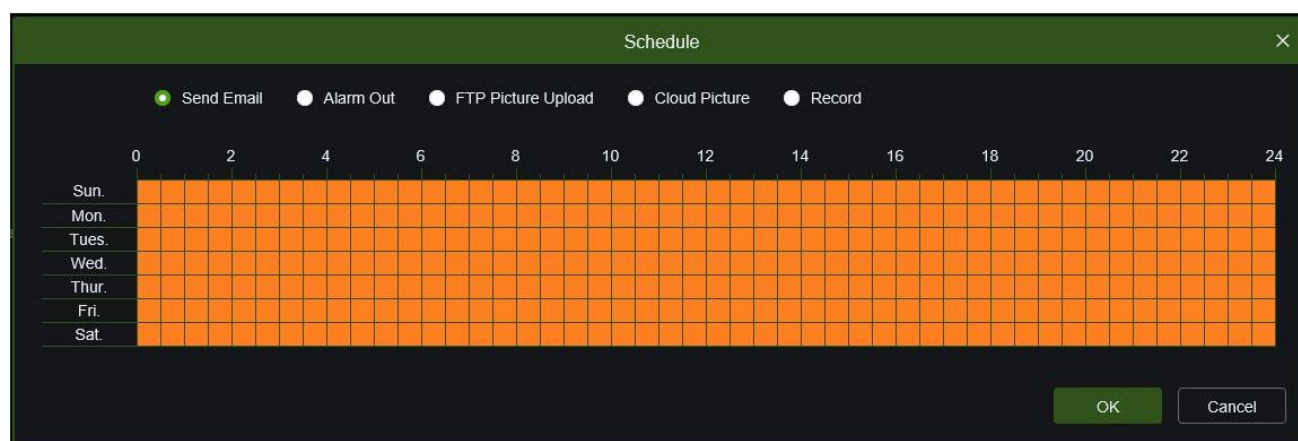 Schedule
Send Email Alarm Out FTP Picture Upload Cloud Picture Record
0 2 4 6 8 10 12 14 16 18 20 22 24
Sun.
Mon.
Tues.
Wed.
Thur.
Fri.
Sat.
OK Cancel